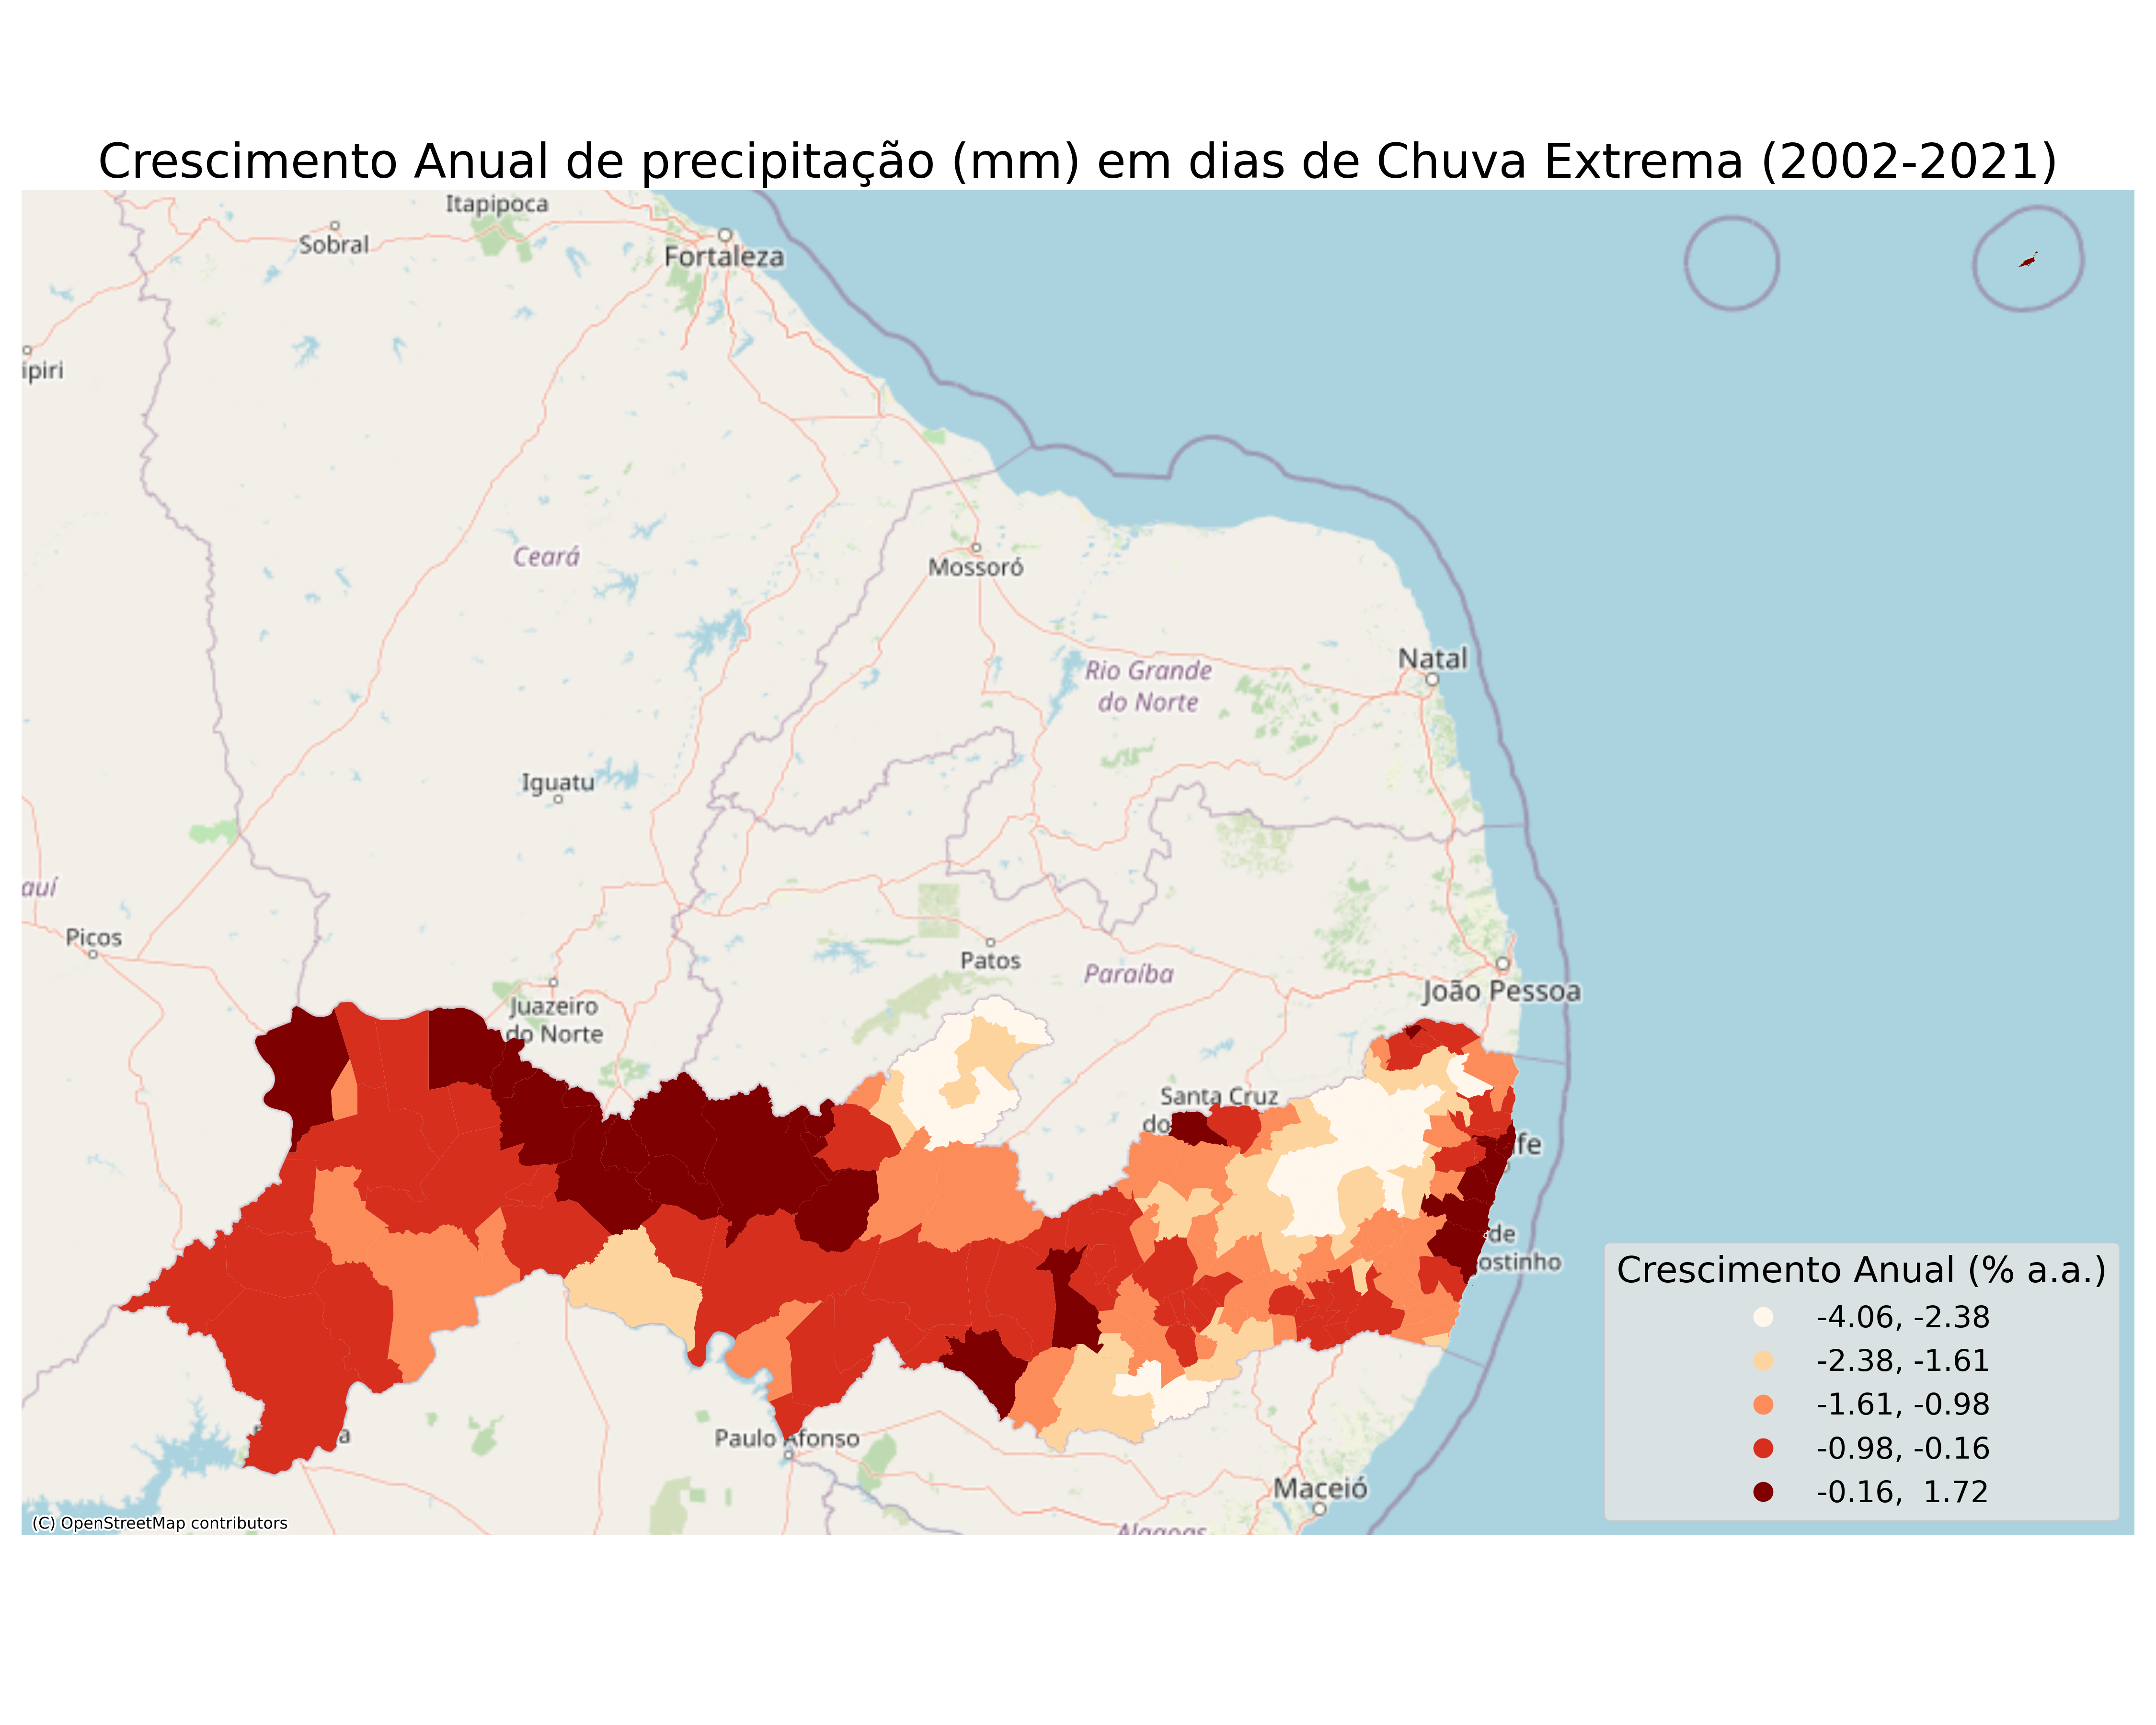 Crescimento Anual de precipitação (mm) em dias de Chuva Extrema (2002-2021)
Itapipoca
Sobral
Fortaleza
ipiri
Ceará
Mossoró
Natal
Rio Grande
do Norte
Iguatu
auí
Picos
Patos
Paraíba
João Pessoa
Juazeiro
do Norte
Santa Cruz
do
fe
de
ostinho
Crescimento Anual (% a.a.)
-4.06, -2.38
-2.38, -1.61
-1.61, -0.98
-0.98, -0.16
-0.16, 1.72
a
Paulo Afonso
Maceió
Alagoas
(C) OpenStreetMap contributors